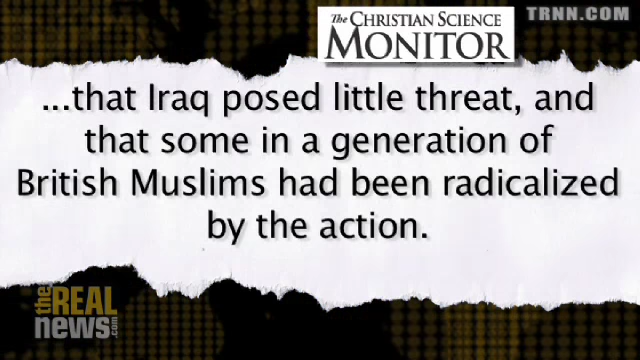 TRNN.COM
The CHRISTIAN SCIENCE
MONITOR
...that Iraq posed little threat, and
that some in a generation of
British Muslims had been radicalized
by the action.
the REAL
news.com